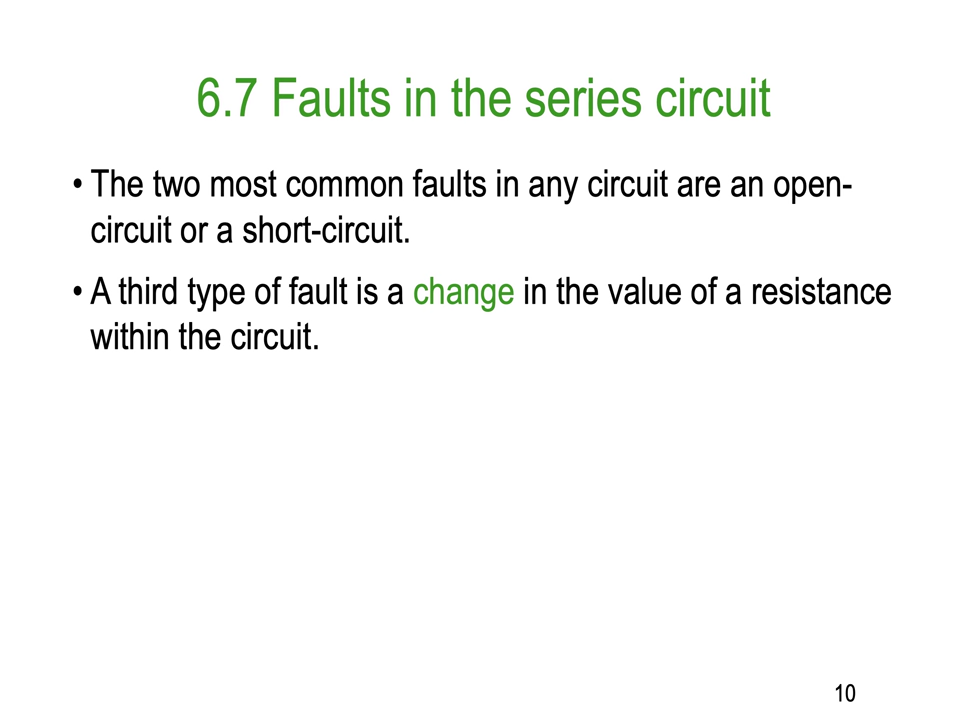 6.7 Faults in the series circuit
• The two most common faults in any circuit are an open-
circuit or a short-circuit.
• A third type of fault is a change in the value of a resistance
within the circuit.
10